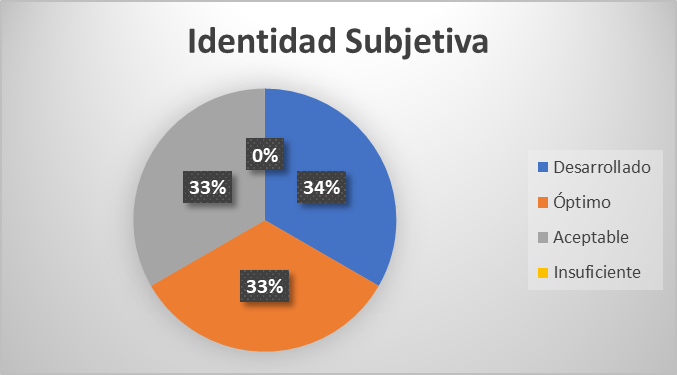 Identidad Subjetiva
0%
33%
34%
33%
Desarrollado
Óptimo
Aceptable
Insuficiente